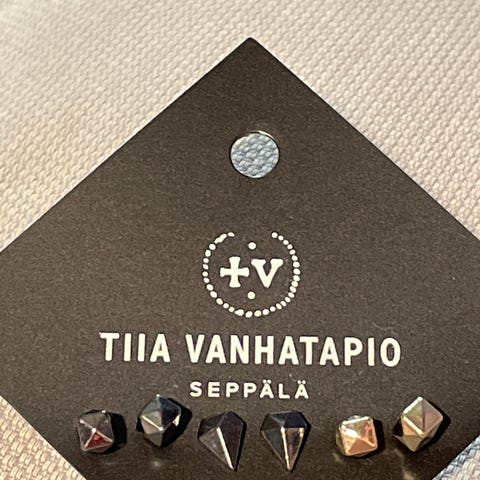 +v
TIIA VANHATAPIO
SEPPÄLÄ